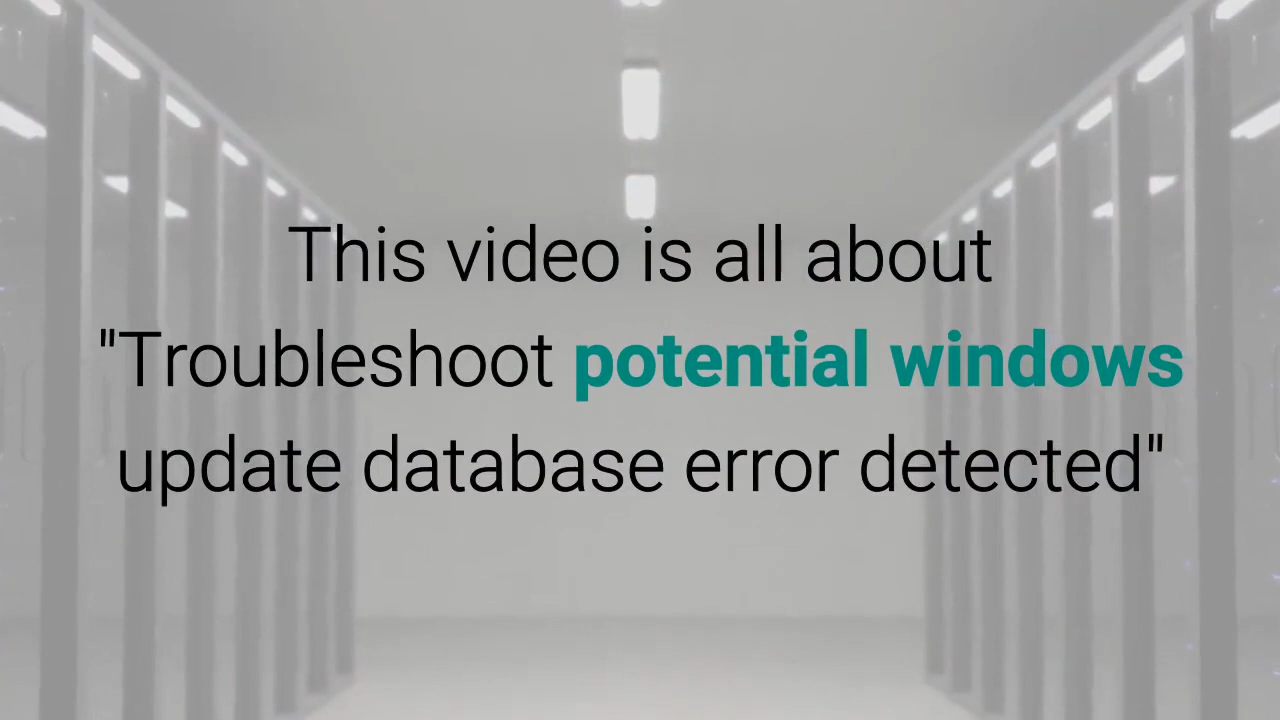 This video is all about
"Troubleshoot potential windows
update database error detected"